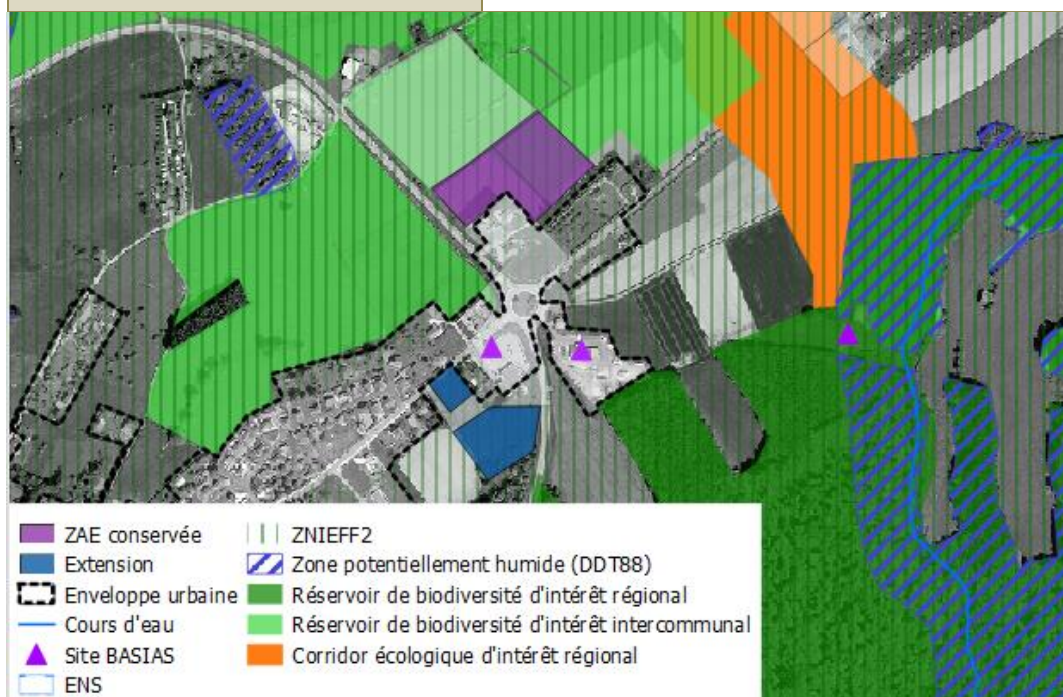 ZAE conservée
Extension
Enveloppe urbaine
Cours d'eau
Site BASIAS
ENS
ZNIEFF2
Zone potentiellement humide (DDT88)
Réservoir de biodiversité d'intérêt régional
Réservoir de biodiversité d'intérêt intercommunal
Corridor écologique d'intérêt régional